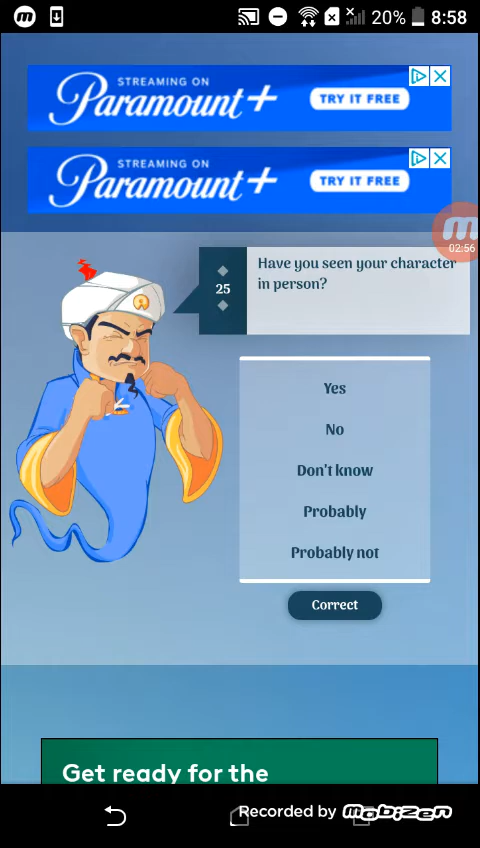 20% 8:58
STREAMING ON
Paramount+
TRY IT FREE
STREAMING ON
Paramount+
TRY IT FREE
02:56
25
Have you seen your character
in person?
Yes
No
Don't know
Probably
Probably not
Correct
Get ready for the
Recorded by Mobizen